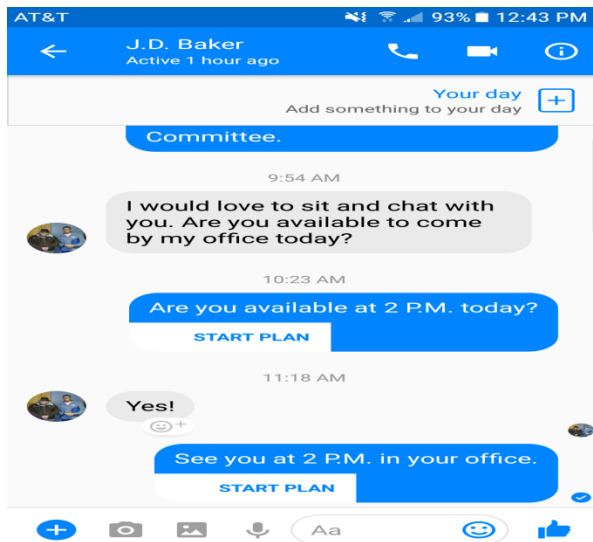 AT&T 93% 12:43 PM
J.D. Baker
Active 1 hour ago
Your day
Add something to your day
Committee.
9:54 AM
I would love to sit and chat with
you. Are you available to come
by my office today?
10:23 AM
Are you available at 2 P.M. today?
START PLAN
11:18 AM
Yes!
See you at 2 P.M. in your office.
START PLAN
Aa